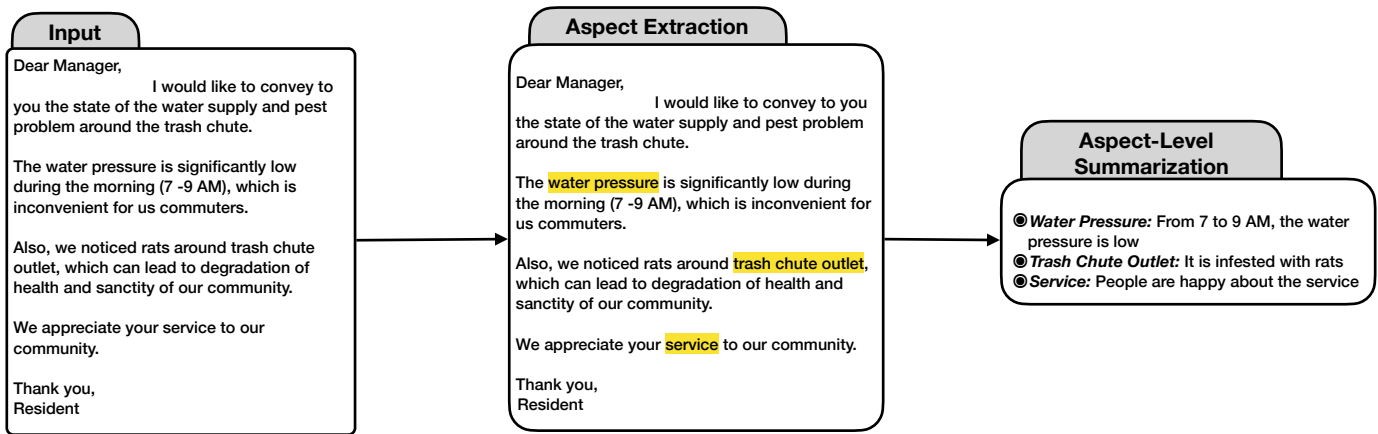 Input
Dear Manager,
I would like to convey to
you the state of the water supply and pest
problem around the trash chute.
The water pressure is significantly low
during the morning (7 -9 AM), which is
inconvenient for us commuters.
Also, we noticed rats around trash chute
outlet, which can lead to degradation of
health and sanctity of our community.
We appreciate your service to our
community.
Thank you,
Resident
Aspect Extraction
Dear Manager,
I would like to convey to you
the state of the water supply and pest problem
around the trash chute.
The water pressure is significantly low during
the morning (7 -9 AM), which is inconvenient for
us commuters.
Also, we noticed rats around trash chute outlet,
which can lead to degradation of health and
sanctity of our community.
We appreciate your service to our community.
Thank you,
Resident
Aspect-Level
Summarization
Water Pressure: From 7 to 9 AM, the water
pressure is low
Trash Chute Outlet: It is infested with rats
Service: People are happy about the service